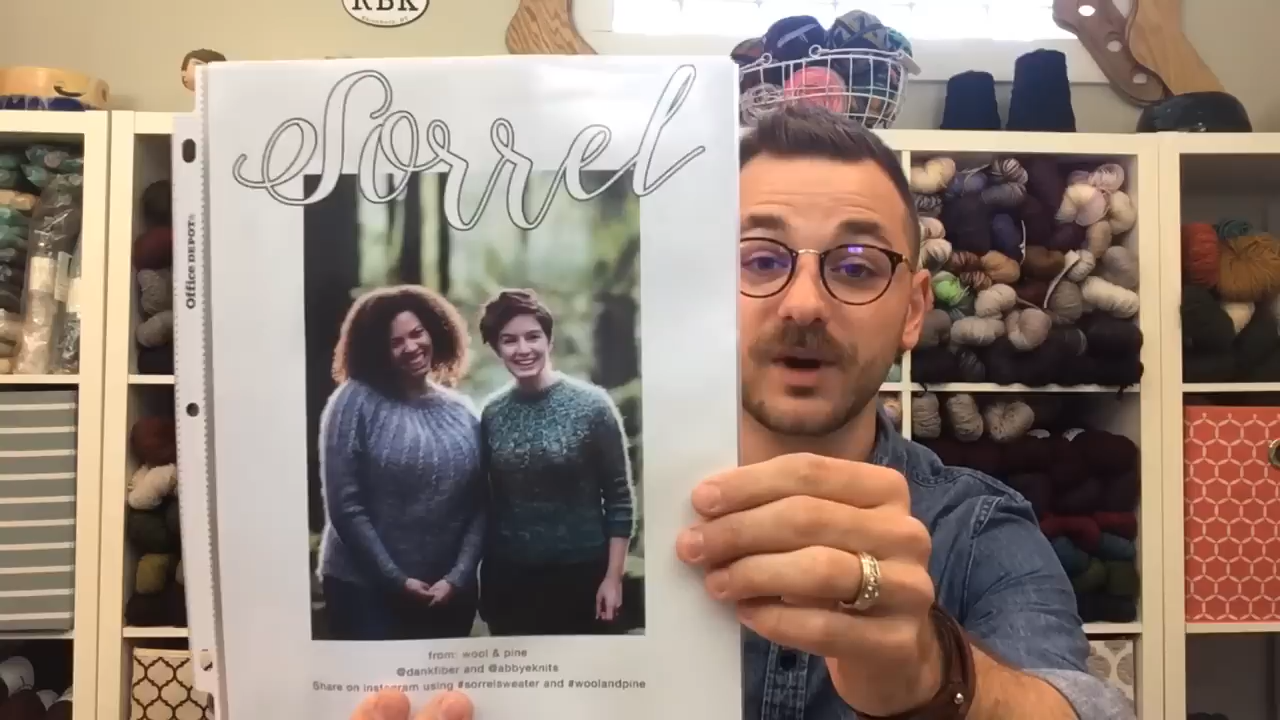 RBK
Sorrel
Office DEPOT®
from: wool & pine
@dankfiber and @abbyeknits
Share on instagram using #sorrelsweater and #woolandpine